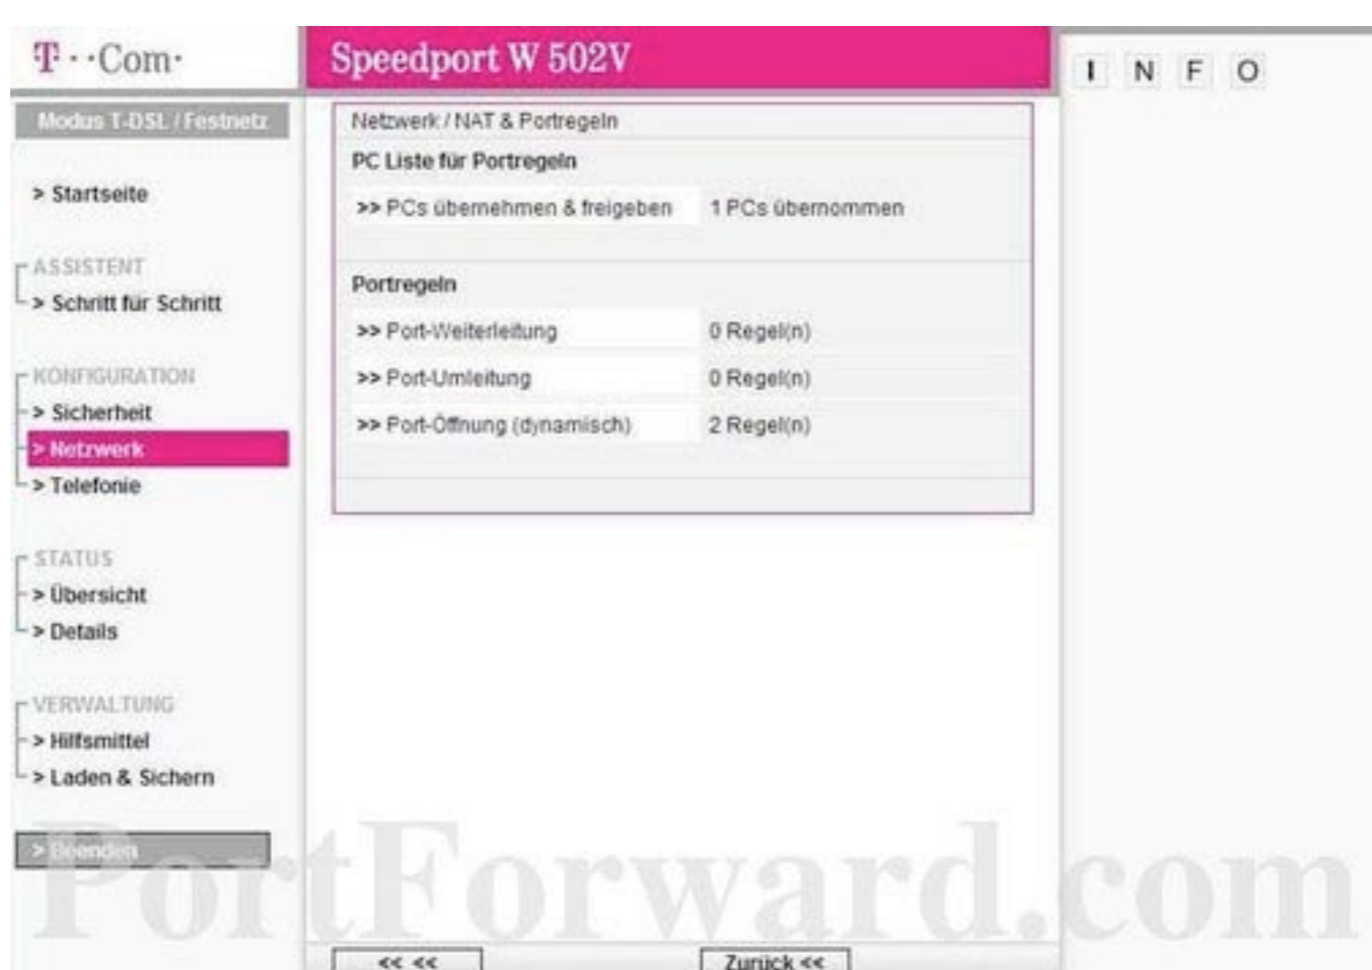 T··Com·
Speedport W 502V
I N F O
Modus T-DSL / Festnetz
> Startseite
ASSISTENT
> Schritt für Schritt
KONFIGURATION
> Sicherheit
> Netzwerk
> Telefonie
STATUS
> Übersicht
> Details
VERWALTUNG
> Hilfsmittel
> Laden & Sichern
> Beenden
Netzwerk / NAT & Portregeln
PC Liste für Portregeln
>> PCs übernehmen & freigeben 1 PCs übernommen
Portregeln
>> Port-Weiterleitung 0 Regel(n)
>> Port-Umleitung 0 Regel(n)
>> Port-Öffnung (dynamisch) 2 Regel(n)
<< << Zurück <<
PortForward.com